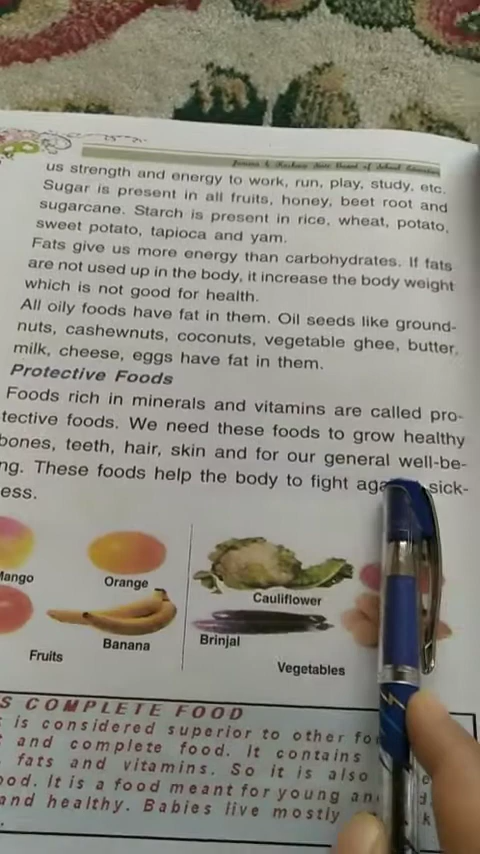 Jammu & Kashmir State Board of School Education
us strength and energy to work, run, play, study, etc.
Sugar is present in all fruits, honey, beet root and
sugarcane. Starch is present in rice, wheat, potato,
sweet potato, tapioca and yam.
Fats give us more energy than carbohydrates. If fats
are not used up in the body, it increase the body weight
which is not good for health.
All oily foods have fat in them. Oil seeds like ground-
nuts, cashewnuts, coconuts, vegetable ghee, butter,
milk, cheese, eggs have fat in them.
Protective Foods
Foods rich in minerals and vitamins are called pro-
tective foods. We need these foods to grow healthy
bones, teeth, hair, skin and for our general well-be-
ng. These foods help the body to fight aga sick-
ess.
Mango Orange Cauliflower
Banana Brinjal
Fruits Vegetables
S COMPLETE FOOD
is considered superior to other fo
and complete food. It contains
fats and vitamins. So it is also e
ood. It is a food meant for young an d.
and healthy. Babies live mostly k